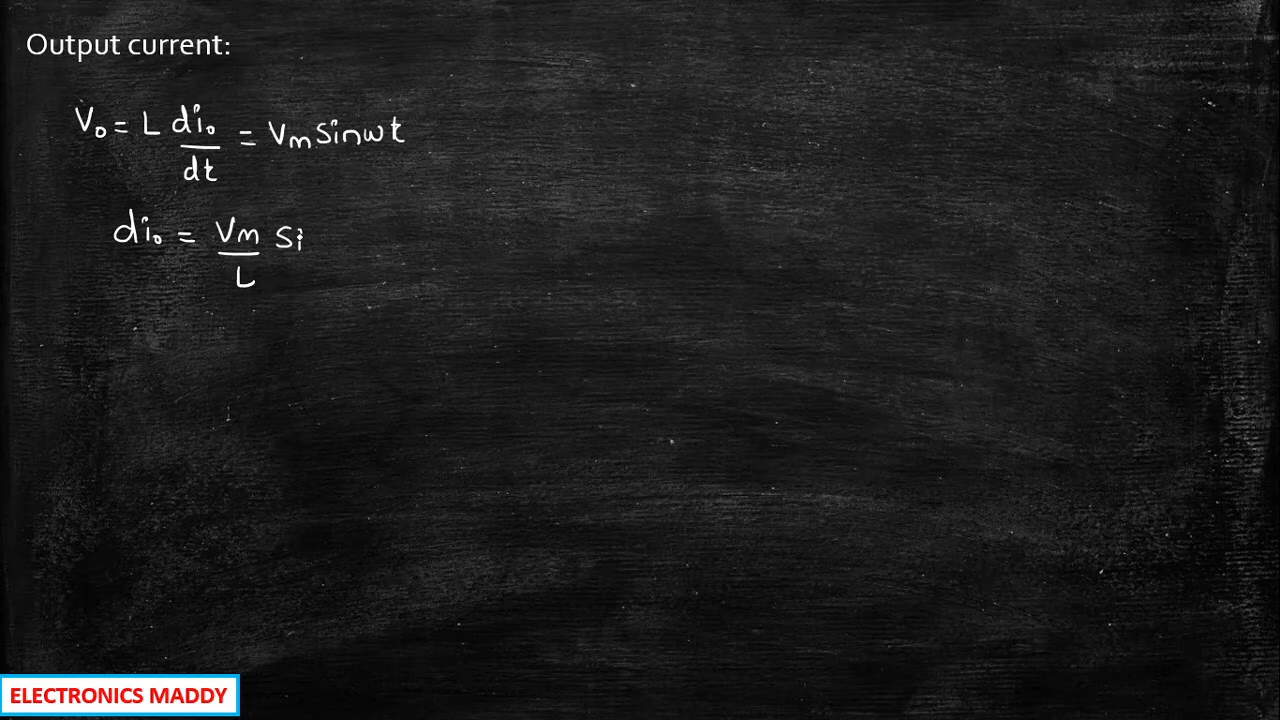 Output current:
V₀ = L di₀/dt = Vm sinωt
di₀ = Vm/L si
ELECTRONICS MADDY